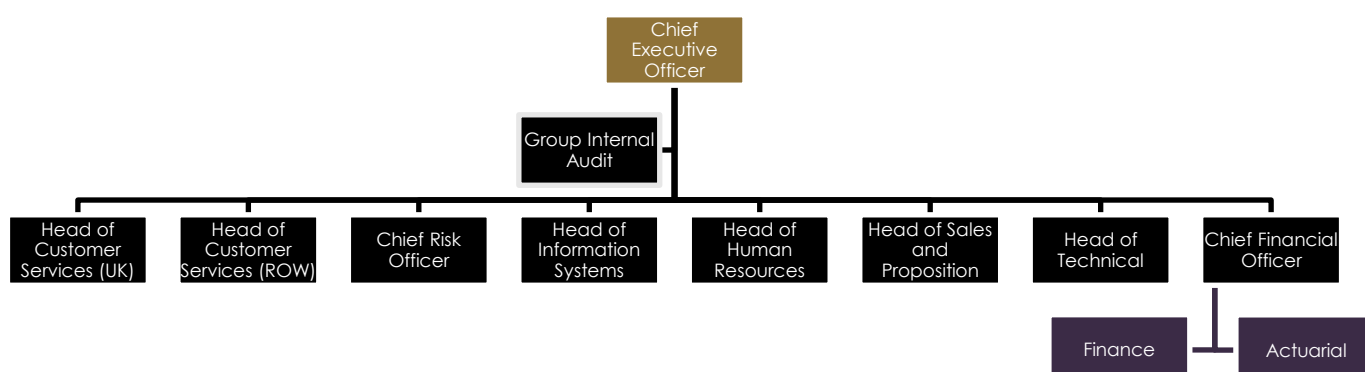 Chief
Executive
Officer
Group Internal
Audit
Head of
Customer
Services (UK)
Head of
Customer
Services (ROW)
Chief Risk
Officer
Head of
Information
Systems
Head of
Human
Resources
Head of Sales
and
Proposition
Head of
Technical
Chief Financial
Officer
Finance
Actuarial